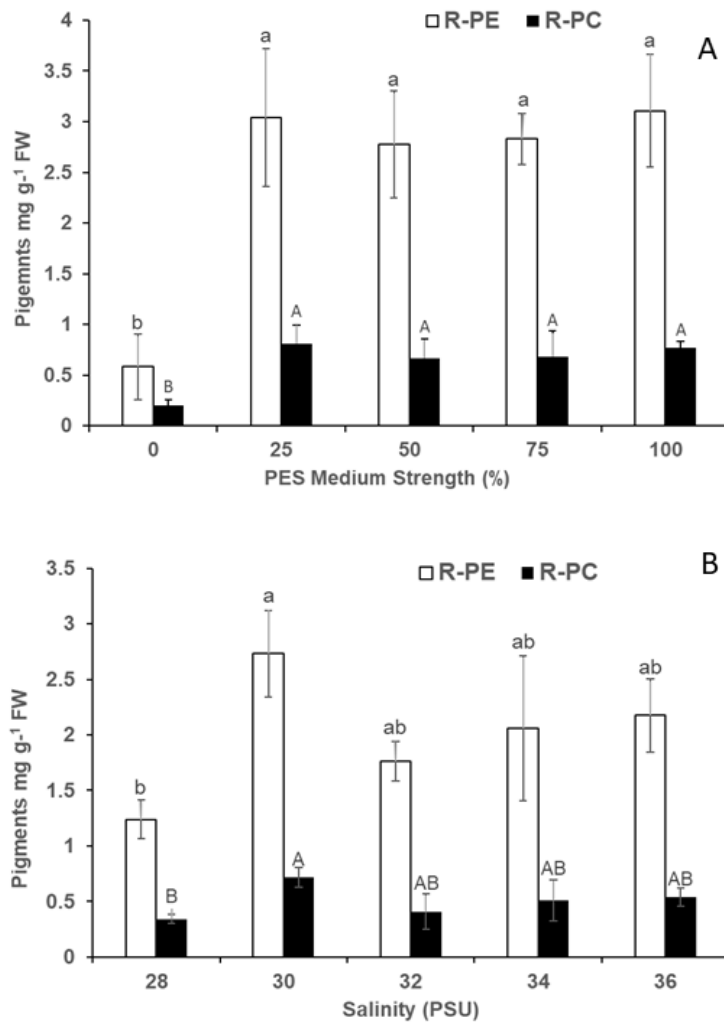 R-PE R-PC
A
4
3.5
3
2.5
2
1.5
1
0.5
0
Pigemnts mg g-¹ FW
b
B
a
A
a
A
a
A
a
A
0 25 50 75 100
PES Medium Strength (%)
B
R-PE R-PC
3.5
3
2.5
2
1.5
1
0.5
0
Pigments mg g-¹ FW
b
B
a
A
ab
AB
ab
AB
ab
AB
28 30 32 34 36
Salinity (PSU)